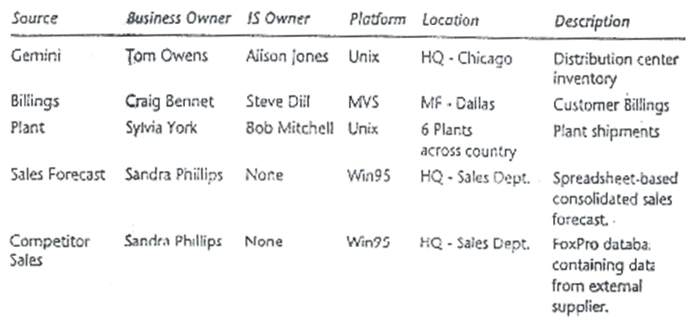 Source Business Owner IS Owner Platform Location Description
Gemini Tom Owens Alison Jones Unix HQ - Chicago Distribution center
inventory
Billings Craig Bennet Steve Dill MVS MF - Dallas Customer Billings
Plant Sylvia York Bob Mitchell Unix 6 Plants Plant shipments
across country
Sales Forecast Sandra Phillips None Win95 HQ - Sales Dept. Spreadsheet-based
consolidated sales
forecast.
Competitor Sandra Phillips None Win95 HQ - Sales Dept. FoxPro databa
Sales containing data
from external
supplier.